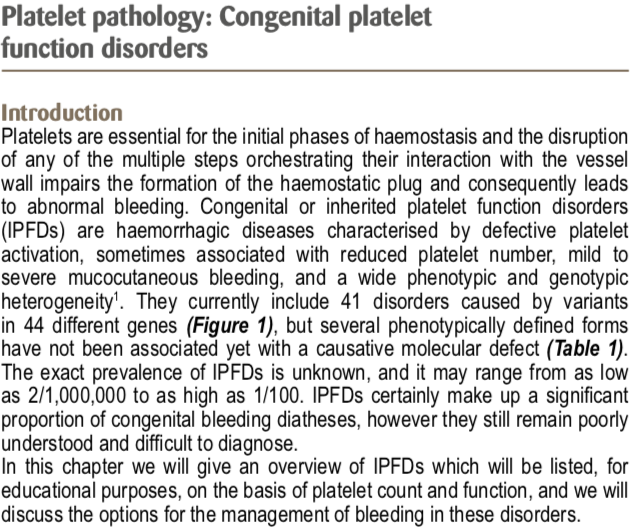 Platelet pathology: Congenital platelet
function disorders
Introduction
Platelets are essential for the initial phases of haemostasis and the disruption
of any of the multiple steps orchestrating their interaction with the vessel
wall impairs the formation of the haemostatic plug and consequently leads
to abnormal bleeding. Congenital or inherited platelet function disorders
(IPFDs) are haemorrhagic diseases characterised by defective platelet
activation, sometimes associated with reduced platelet number, mild to
severe mucocutaneous bleeding, and a wide phenotypic and genotypic
heterogeneity¹. They currently include 41 disorders caused by variants
in 44 different genes (Figure 1), but several phenotypically defined forms
have not been associated yet with a causative molecular defect (Table 1).
The exact prevalence of IPFDs is unknown, and it may range from as low
as 2/1,000,000 to as high as 1/100. IPFDs certainly make up a significant
proportion of congenital bleeding diatheses, however they still remain poorly
understood and difficult to diagnose.
In this chapter we will give an overview of IPFDs which will be listed, for
educational purposes, on the basis of platelet count and function, and we will
discuss the options for the management of bleeding in these disorders.